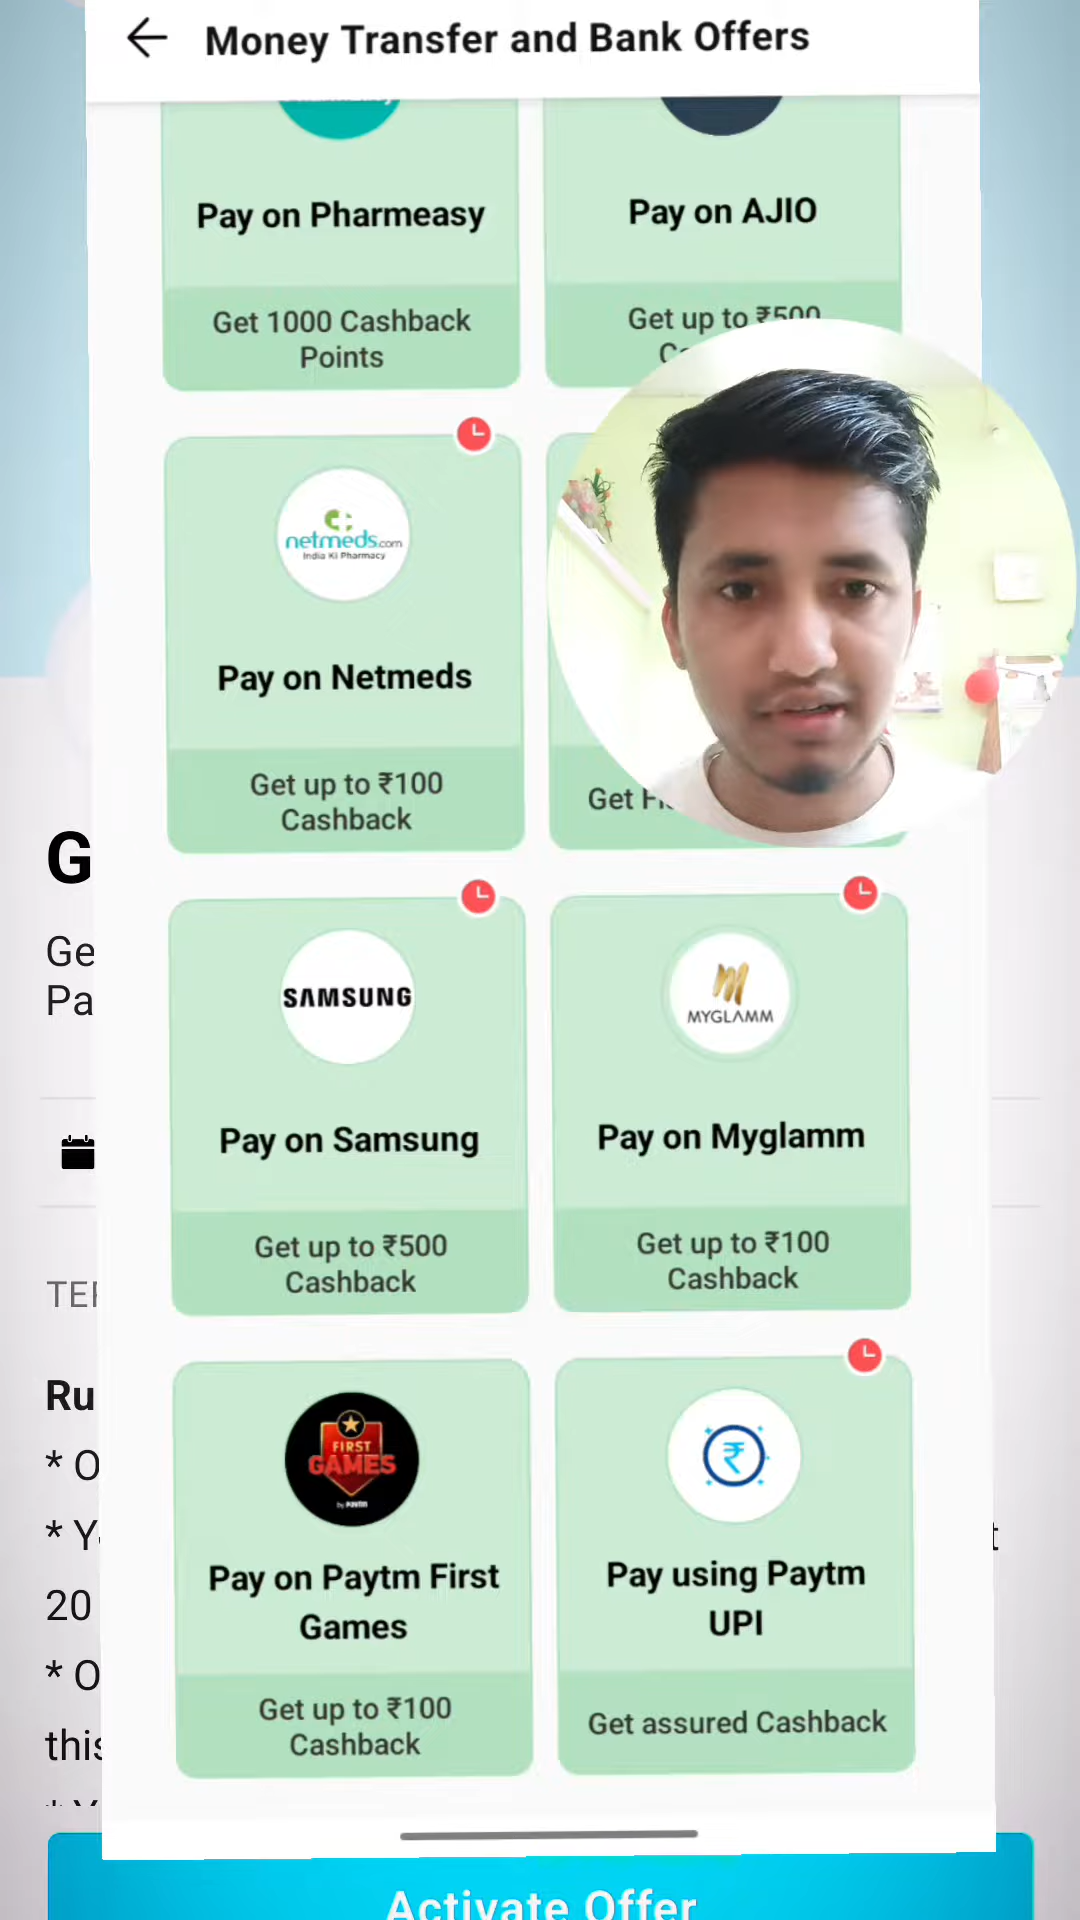 Money Transfer and Bank Offers
Pay on Pharmeasy
Get 1000 Cashback
Points
Pay on AJIO
Get up to ₹500
netmeds.com
India Ki Pharmacy
Pay on Netmeds
Get up to ₹100
Cashback
Get
SAMSUNG
Pay on Samsung
Get up to ₹500
Cashback
MYGLAMM
Pay on Myglamm
Get up to ₹100
Cashback
FIRST
GAMES
by Paytm
Pay on Paytm First
Games
Get up to ₹100
Cashback
₹
Pay using Paytm
UPI
Get assured Cashback
G
Ge
Pa
TER
Ru
* O
* Y
t
20
* O
this
Activate Offer